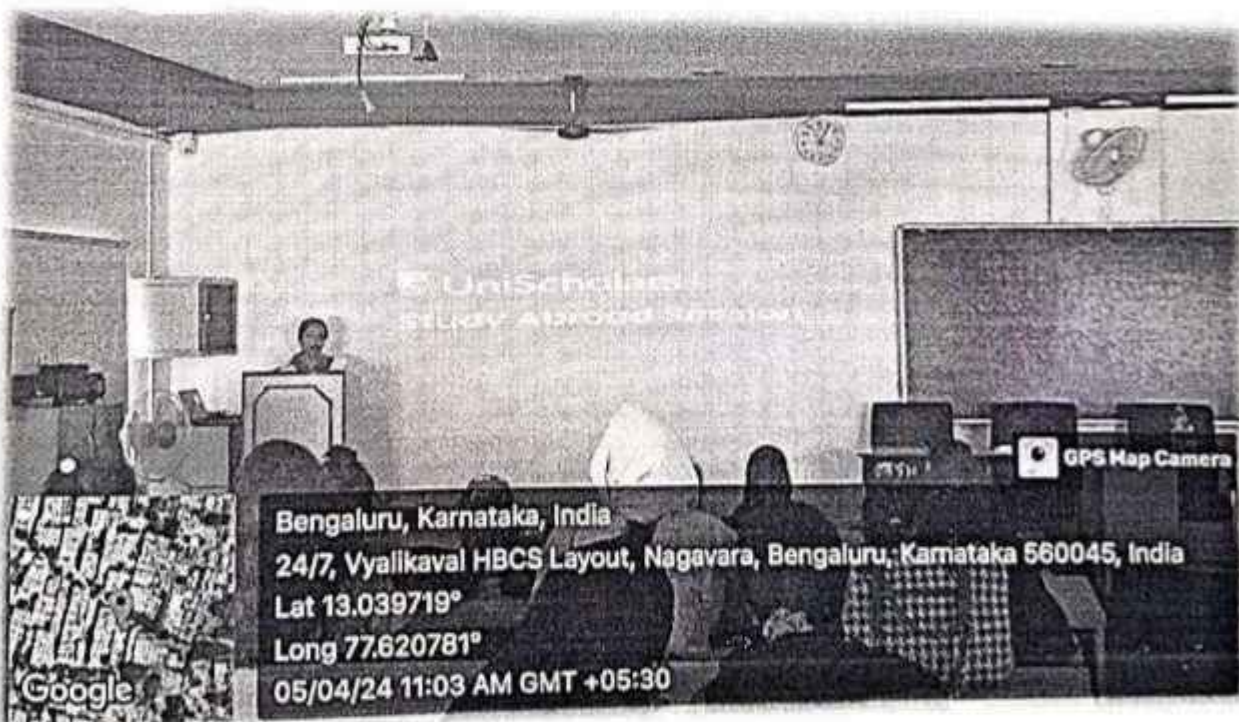 UniScholars
Study Abroad Session
GPS Map Camera
Bengaluru, Karnataka, India
24/7, Vyalikaval HBCS Layout, Nagavara, Bengaluru, Karnataka 560045, India
Lat 13.039719°
Long 77.620781°
05/04/24 11:03 AM GMT +05:30
Google